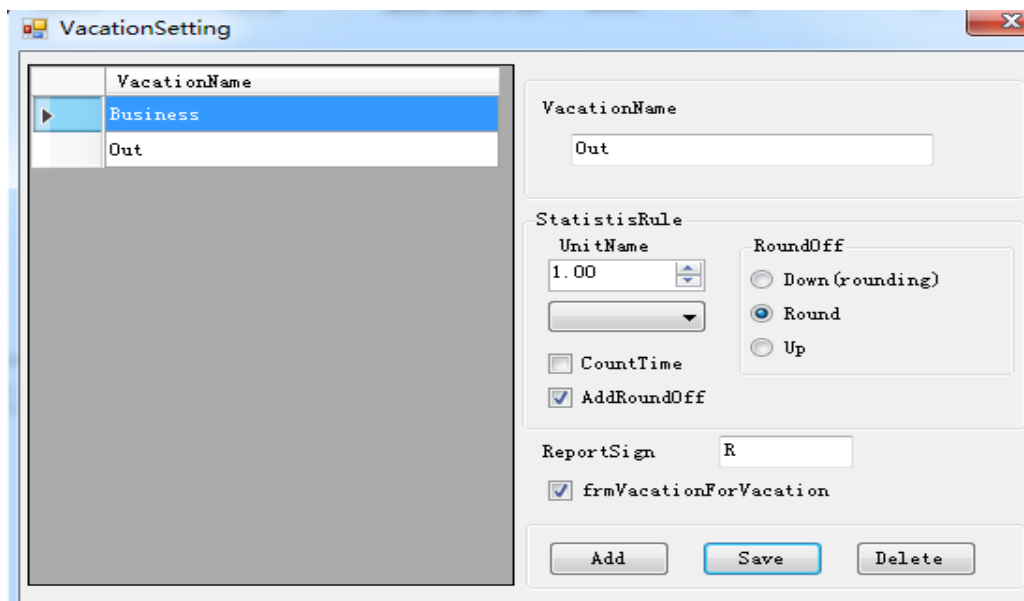 VacationSetting
VacationName
Business
Out
VacationName
Out
StatistisRule
UnitName
1.00
CountTime
AddRoundOff
RoundOff
Down(rounding)
Round
Up
ReportSign R
frmVacationForVacation
Add Save Delete